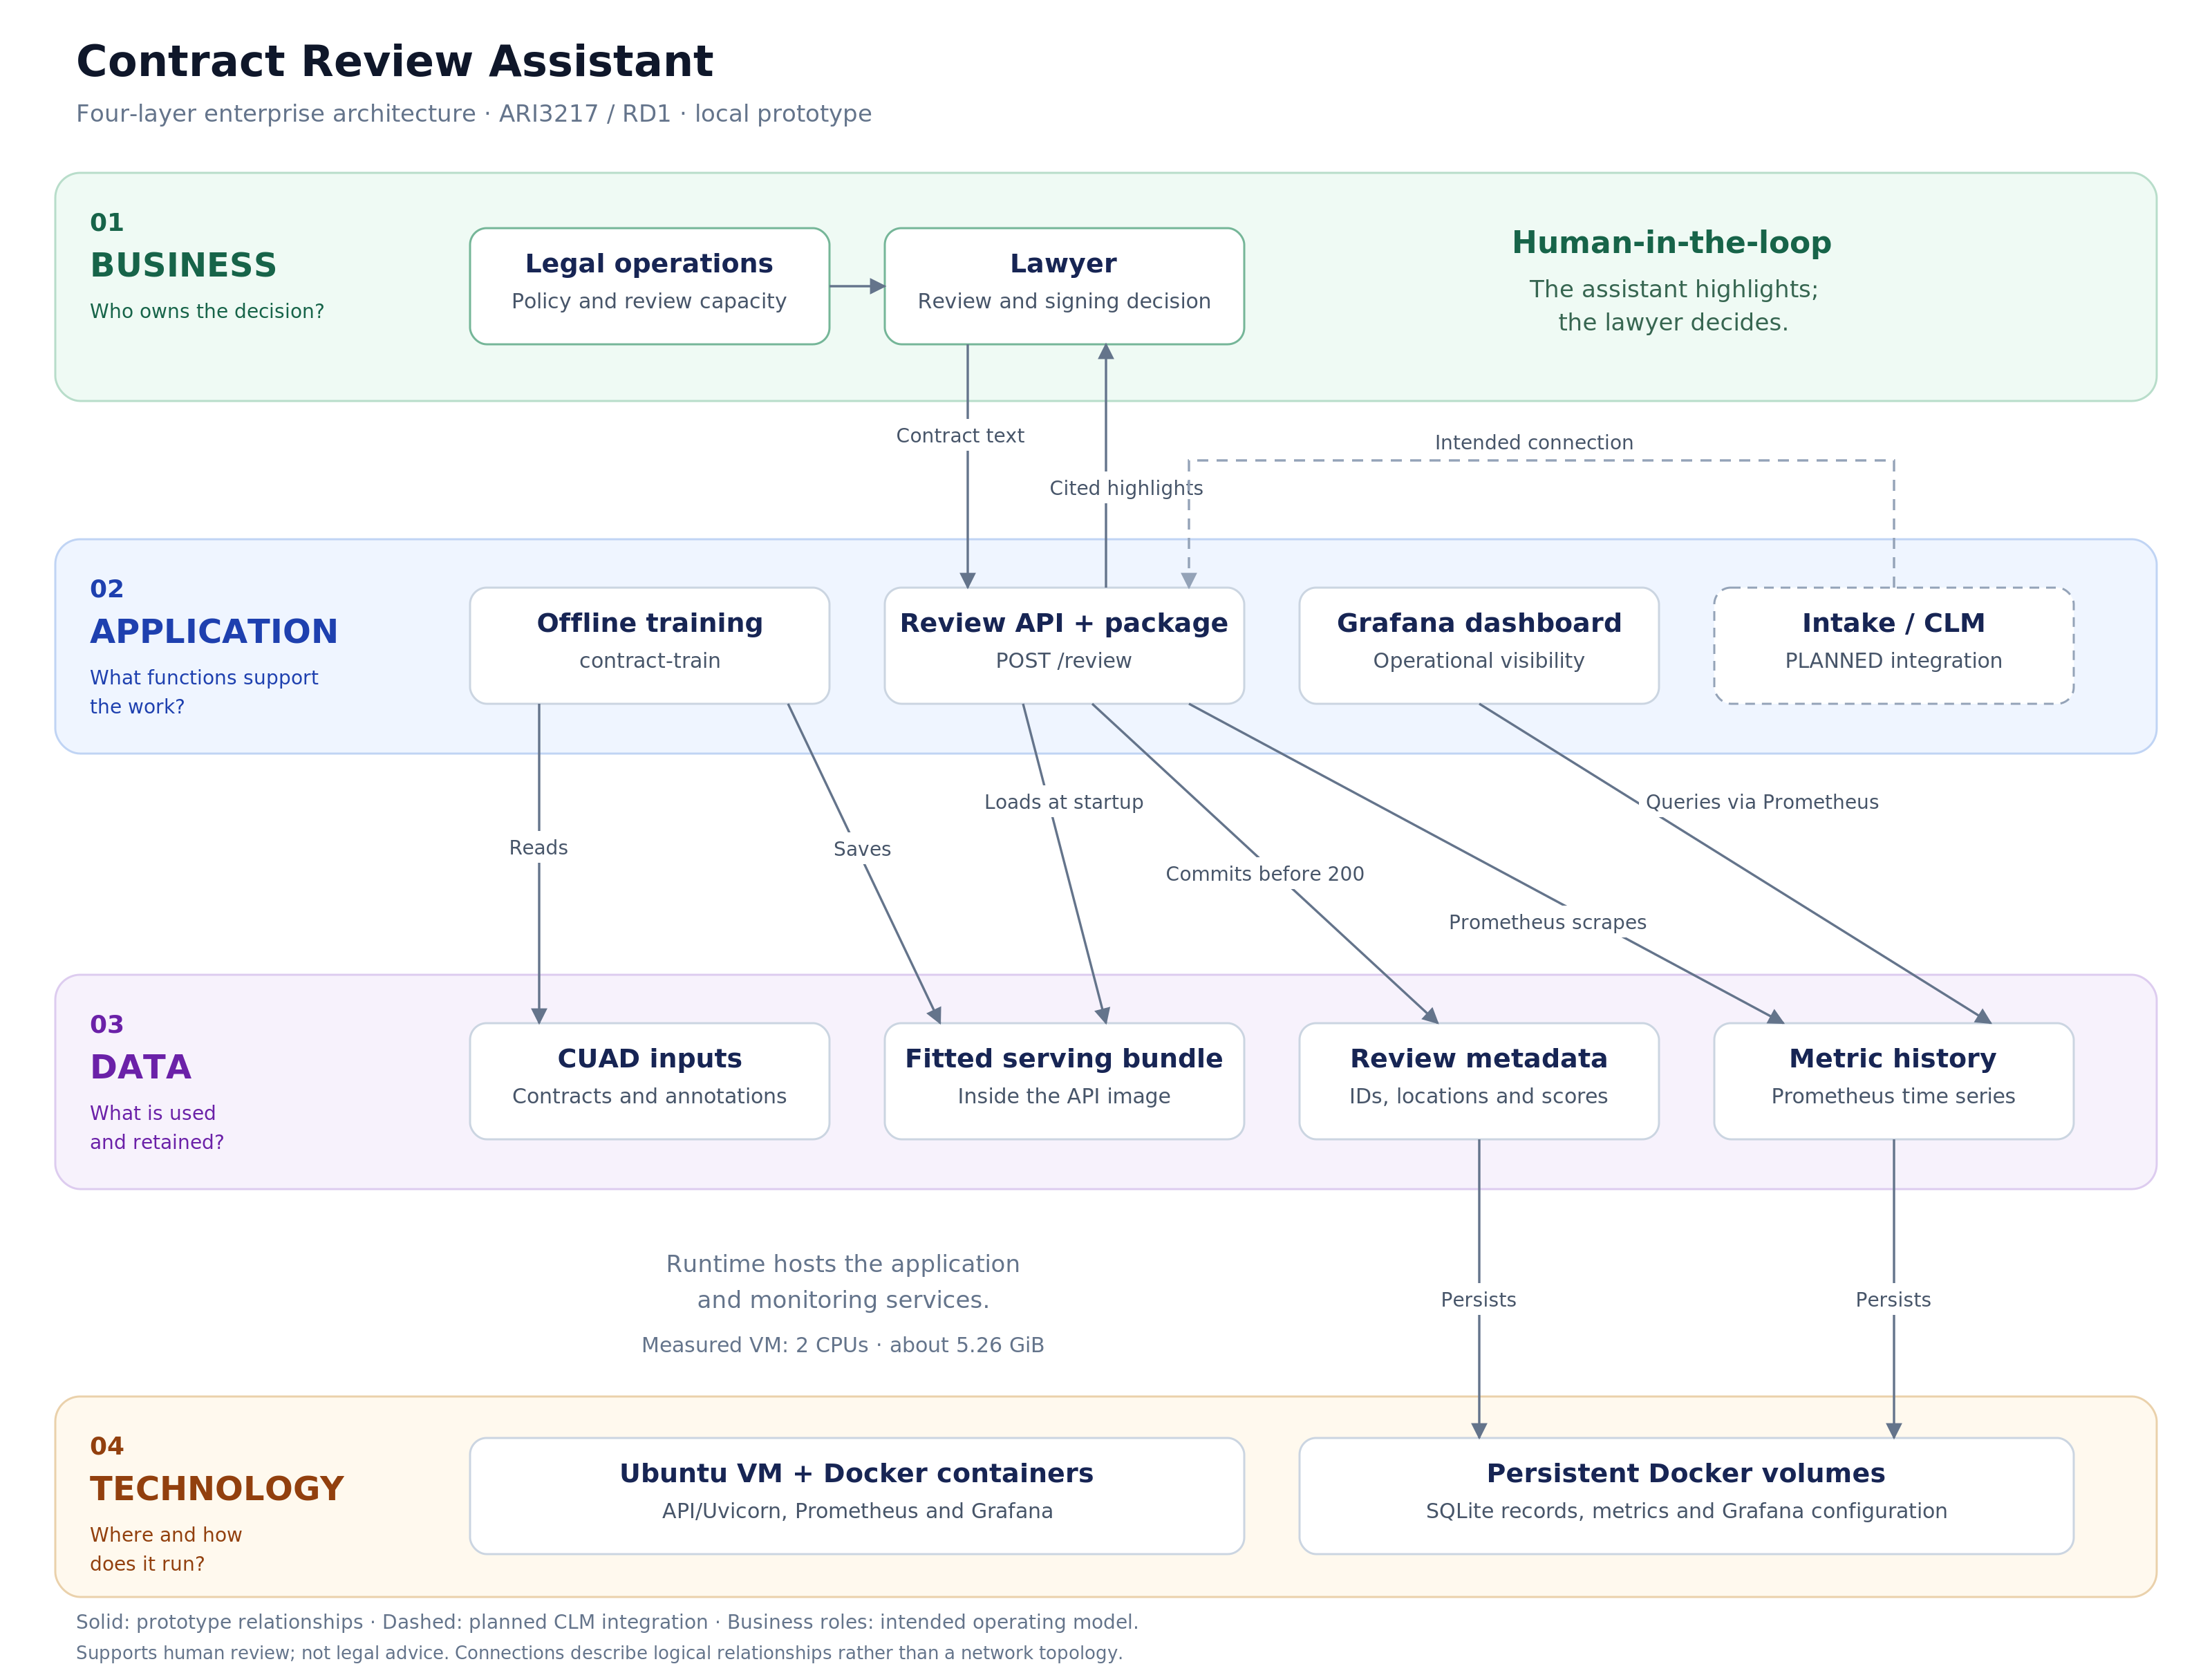 Contract Review Assistant
Four-layer enterprise architecture · ARI3217 / RD1 · local prototype
01
BUSINESS
Who owns the decision?
Legal operations
Policy and review capacity
Lawyer
Review and signing decision
Human-in-the-loop
The assistant highlights;
the lawyer decides.
Contract text
Cited highlights
Intended connection
02
APPLICATION
What functions support
the work?
Offline training
contract-train
Review API + package
POST /review
Grafana dashboard
Operational visibility
Intake / CLM
PLANNED integration
Reads
Saves
Loads at startup
Commits before 200
Prometheus scrapes
Queries via Prometheus
03
DATA
What is used
and retained?
CUAD inputs
Contracts and annotations
Fitted serving bundle
Inside the API image
Review metadata
IDs, locations and scores
Metric history
Prometheus time series
Runtime hosts the application
and monitoring services.
Measured VM: 2 CPUs · about 5.26 GiB
Persists
Persists
04
TECHNOLOGY
Where and how
does it run?
Ubuntu VM + Docker containers
API/Uvicorn, Prometheus and Grafana
Persistent Docker volumes
SQLite records, metrics and Grafana configuration
Solid: prototype relationships · Dashed: planned CLM integration · Business roles: intended operating model.
Supports human review; not legal advice. Connections describe logical relationships rather than a network topology.